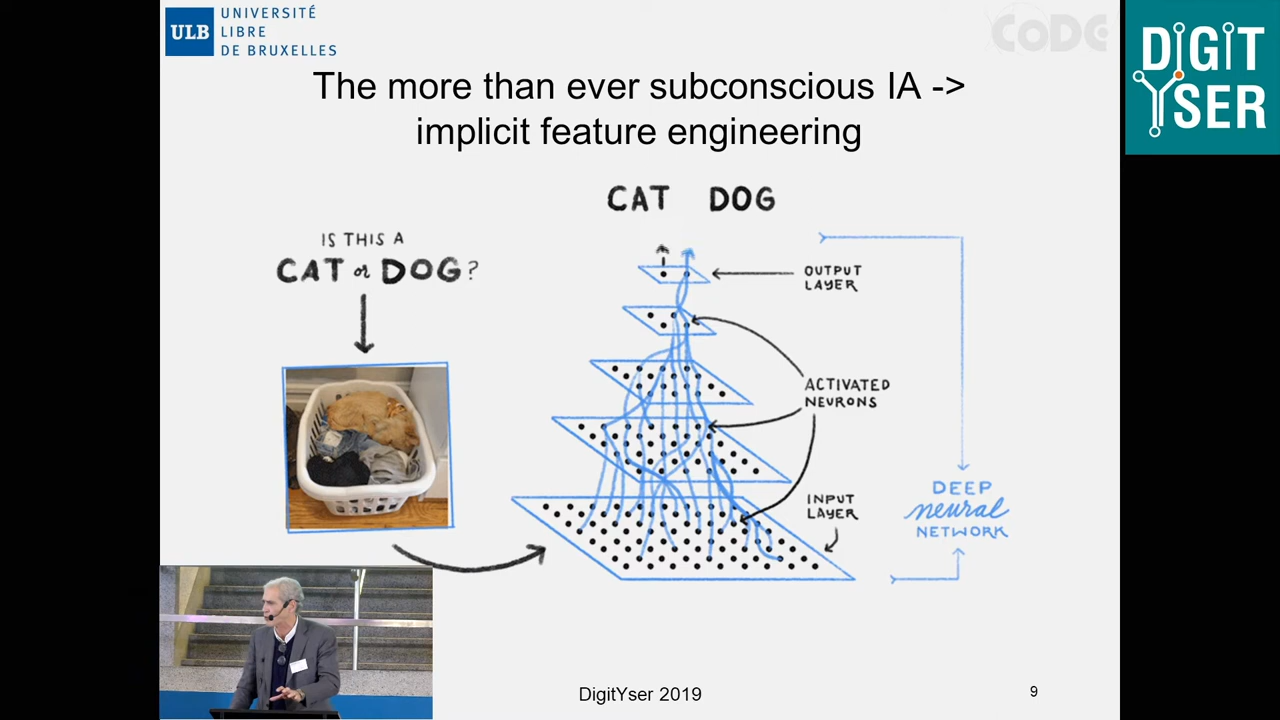 ULB
UNIVERSITÉ
LIBRE
DE BRUXELLES
CODE
DIGIT
YSER
The more than ever subconscious IA ->
implicit feature engineering
CAT DOG
IS THIS A
CAT or DOG?
OUTPUT
LAYER
ACTIVATED
NEURONS
INPUT
LAYER
DEEP
neural
NETWORK
DigitYser 2019
9